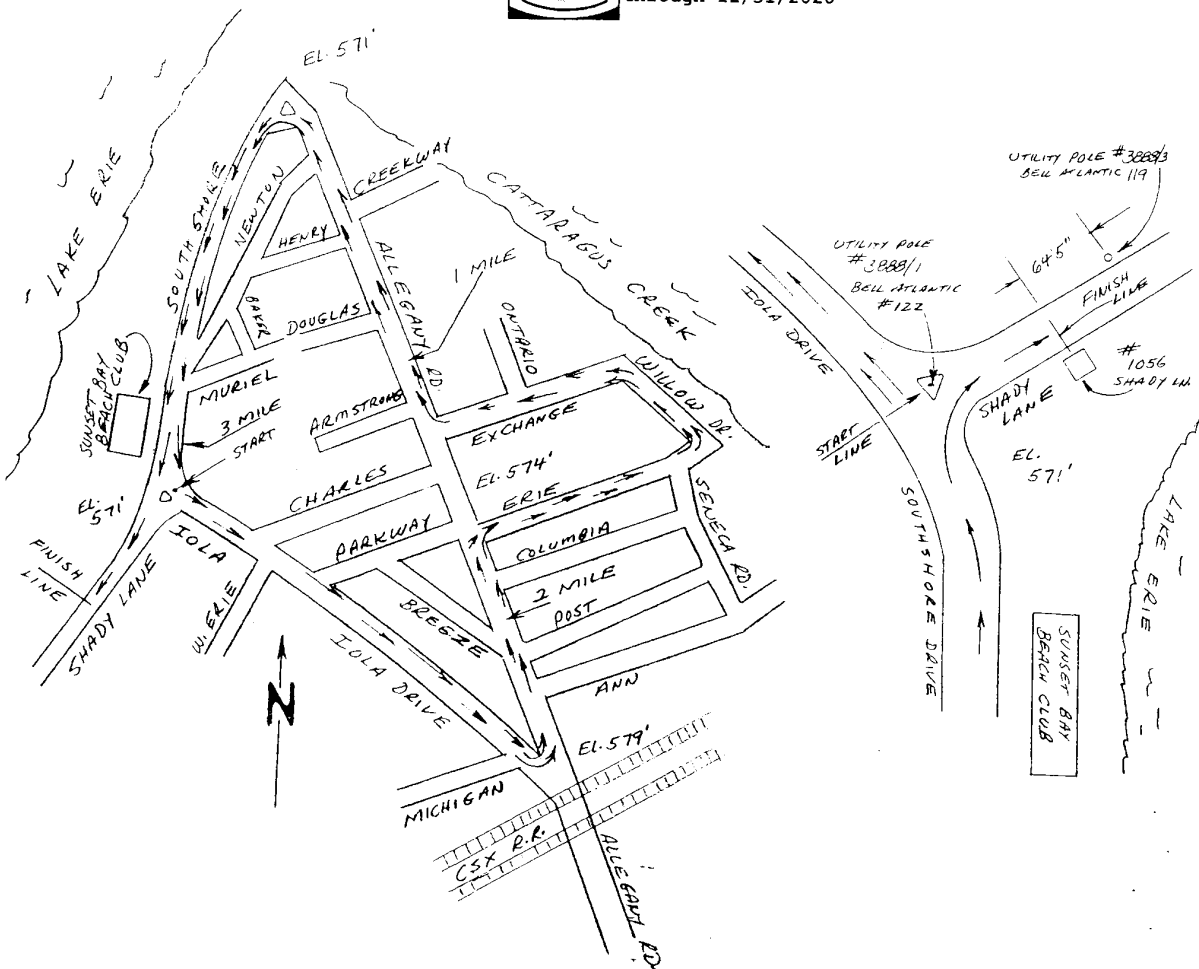 through 12/31/2020
EL. 571'
LAKE ERIE
SOUTH SHORE
NEWTON
CREEKWAY
HENRY
ALLEGANY RD.
CATTARAGUS
CREEK
1 MILE
BAKER
DOUGLAS
ONTARIO
WILLOW DR.
SUNSET BAY
BEACH CLUB
MURIEL
3 MILE
START
ARMSTRONG
EXCHANGE
CHARLES
EL. 574'
ERIE
PARKWAY
SENECA RD.
COLUMBIA
EL.
571'
IOLA
FINISH
LINE
SHADY LANE
W. ERIE
2 MILE
POST
BREEZE
IOLA DRIVE
ANN
N
EL. 579'
MICHIGAN
CSX R.R.
ALLEGANY RD.
UTILITY POLE #3888/3
BELL ATLANTIC 119
UTILITY POLE
#3888/1
BELL ATLANTIC
#122
64'5"
FINISH
LINE
IOLA DRIVE
#
1056
SHADY LN.
SHADY
LANE
START
LINE
EL.
571'
SOUTHSHORE DRIVE
LAKE ERIE
SUNSET BAY
BEACH CLUB